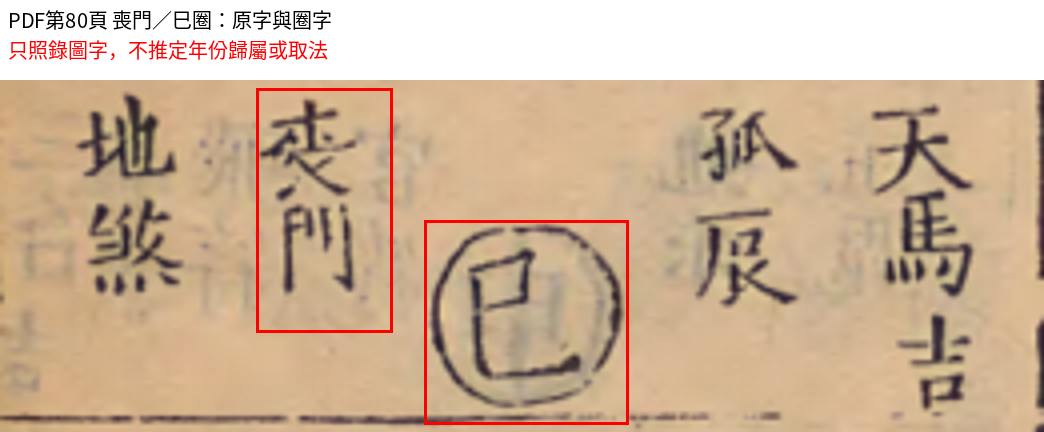 PDF第80頁 喪門／巳圈：原字與圈字
只照錄圖字，不推定年份歸屬或取法
天馬吉
孤辰
巳
喪門
地煞